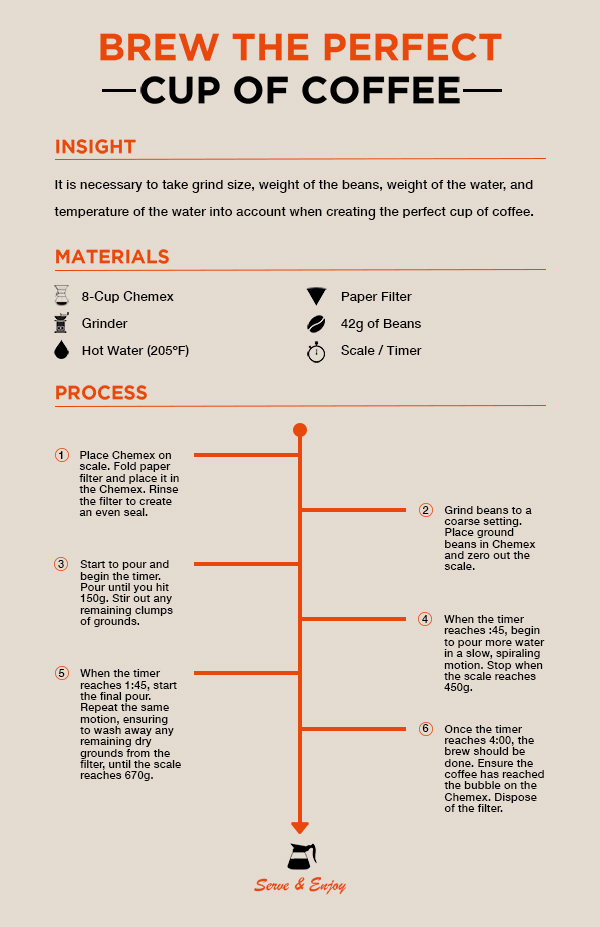 BREW THE PERFECT
CUP OF COFFEE
INSIGHT
It is necessary to take grind size, weight of the beans, weight of the water, and
temperature of the water into account when creating the perfect cup of coffee.
MATERIALS
8-Cup Chemex
Grinder
Hot Water (205°F)
Paper Filter
42g of Beans
Scale / Timer
PROCESS
1 Place Chemex on
scale. Fold paper
filter and place it in
the Chemex. Rinse
the filter to create
an even seal.
2 Grind beans to a
coarse setting.
Place ground
beans in Chemex
and zero out the
scale.
3 Start to pour and
begin the timer.
Pour until you hit
150g. Stir out any
remaining clumps
of grounds.
4 When the timer
reaches :45, begin
to pour more water
in a slow, spiraling
motion. Stop when
the scale reaches
450g.
5 When the timer
reaches 1:45, start
the final pour.
Repeat the same
motion, ensuring
to wash away any
remaining dry
grounds from the
filter, until the scale
reaches 670g.
6 Once the timer
reaches 4:00, the
brew should be
done. Ensure the
coffee has reached
the bubble on the
Chemex. Dispose
of the filter.
Serve & Enjoy